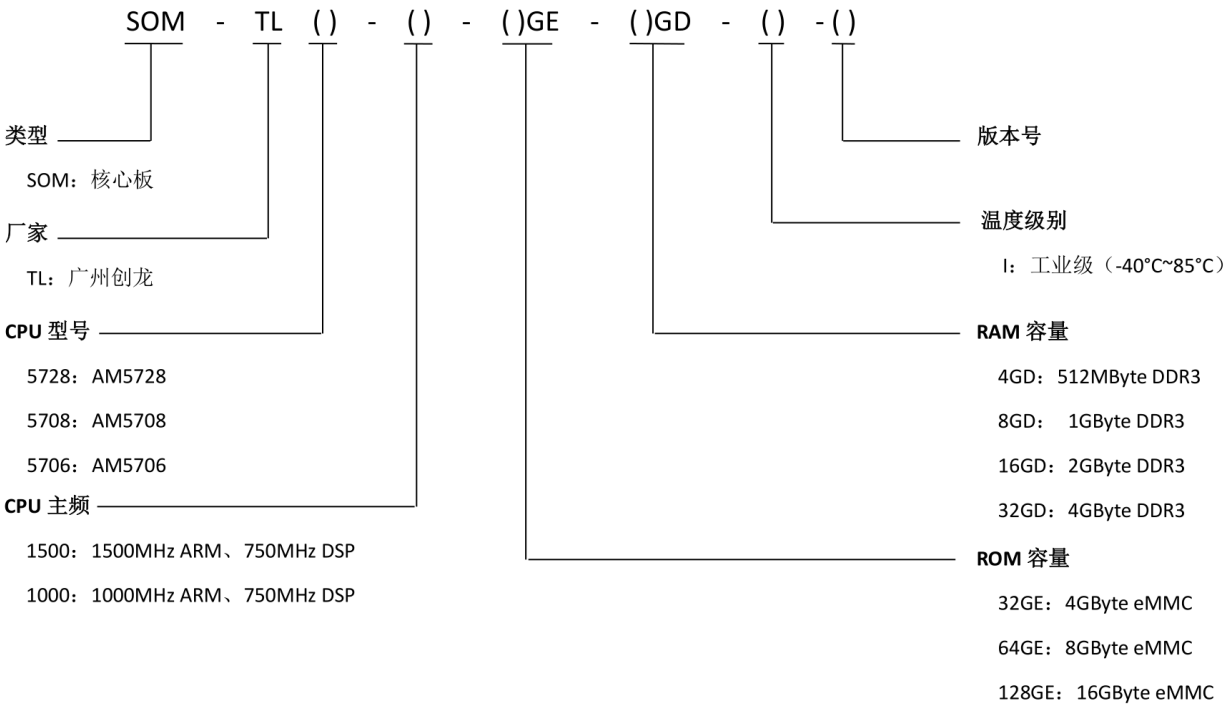 SOM - TL ( ) - ( ) - ( )GE - ( )GD - ( ) - ( )
类型
SOM：核心板
厂家
TL：广州创龙
CPU 型号
5728：AM5728
5708：AM5708
5706：AM5706
CPU 主频
1500：1500MHz ARM、750MHz DSP
1000：1000MHz ARM、750MHz DSP
版本号
温度级别
I：工业级（-40°C~85°C）
RAM 容量
4GD：512MByte DDR3
8GD： 1GByte DDR3
16GD：2GByte DDR3
32GD：4GByte DDR3
ROM 容量
32GE：4GByte eMMC
64GE：8GByte eMMC
128GE：16GByte eMMC